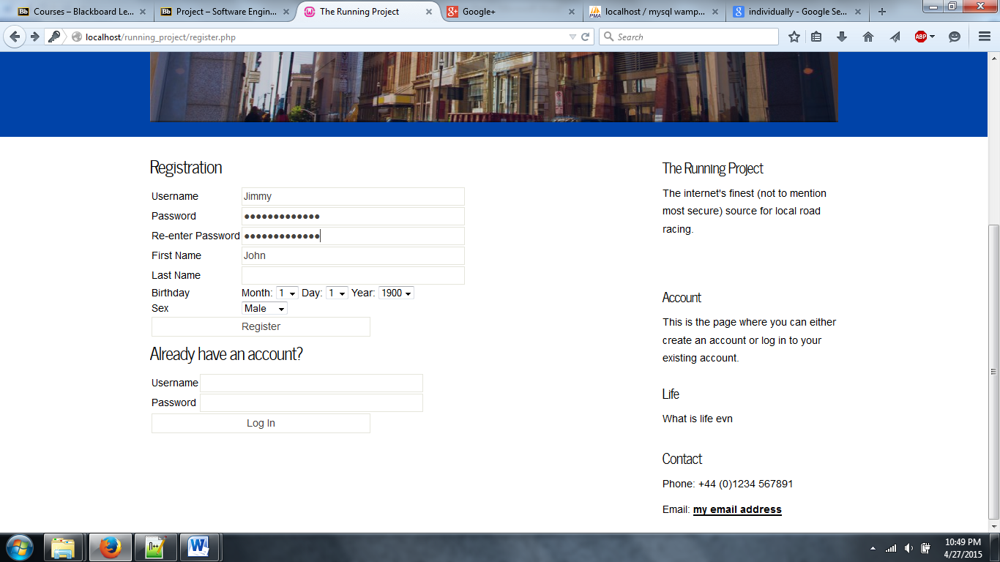 Courses – Blackboard Le...
Project – Software Engin...
The Running Project
Google+
localhost / mysql wamp...
individually - Google Se...
localhost/running_project/register.php
Search
ABP
Registration
Username Jimmy
Password ●●●●●●●●●●●●●
Re-enter Password ●●●●●●●●●●●●●
First Name John
Last Name
Birthday Month: 1 Day: 1 Year: 1900
Sex Male
Register
Already have an account?
Username
Password
Log In
The Running Project
The internet's finest (not to mention
most secure) source for local road
racing.
Account
This is the page where you can either
create an account or log in to your
existing account.
Life
What is life evn
Contact
Phone: +44 (0)1234 567891
Email: my email address
10:49 PM
4/27/2015